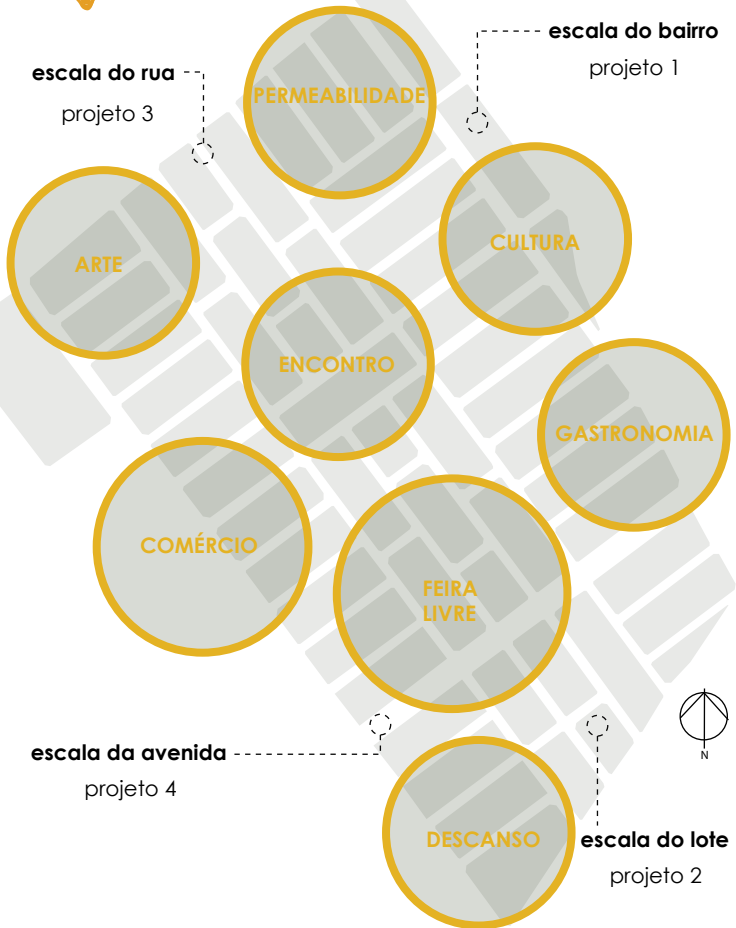 escala do bairro
projeto 1
escala do rua
projeto 3
PERMEABILIDADE
CULTURA
ARTE
ENCONTRO
GASTRONOMIA
COMÉRCIO
FEIRA
LIVRE
N
escala da avenida
projeto 4
DESCANSO
escala do lote
projeto 2